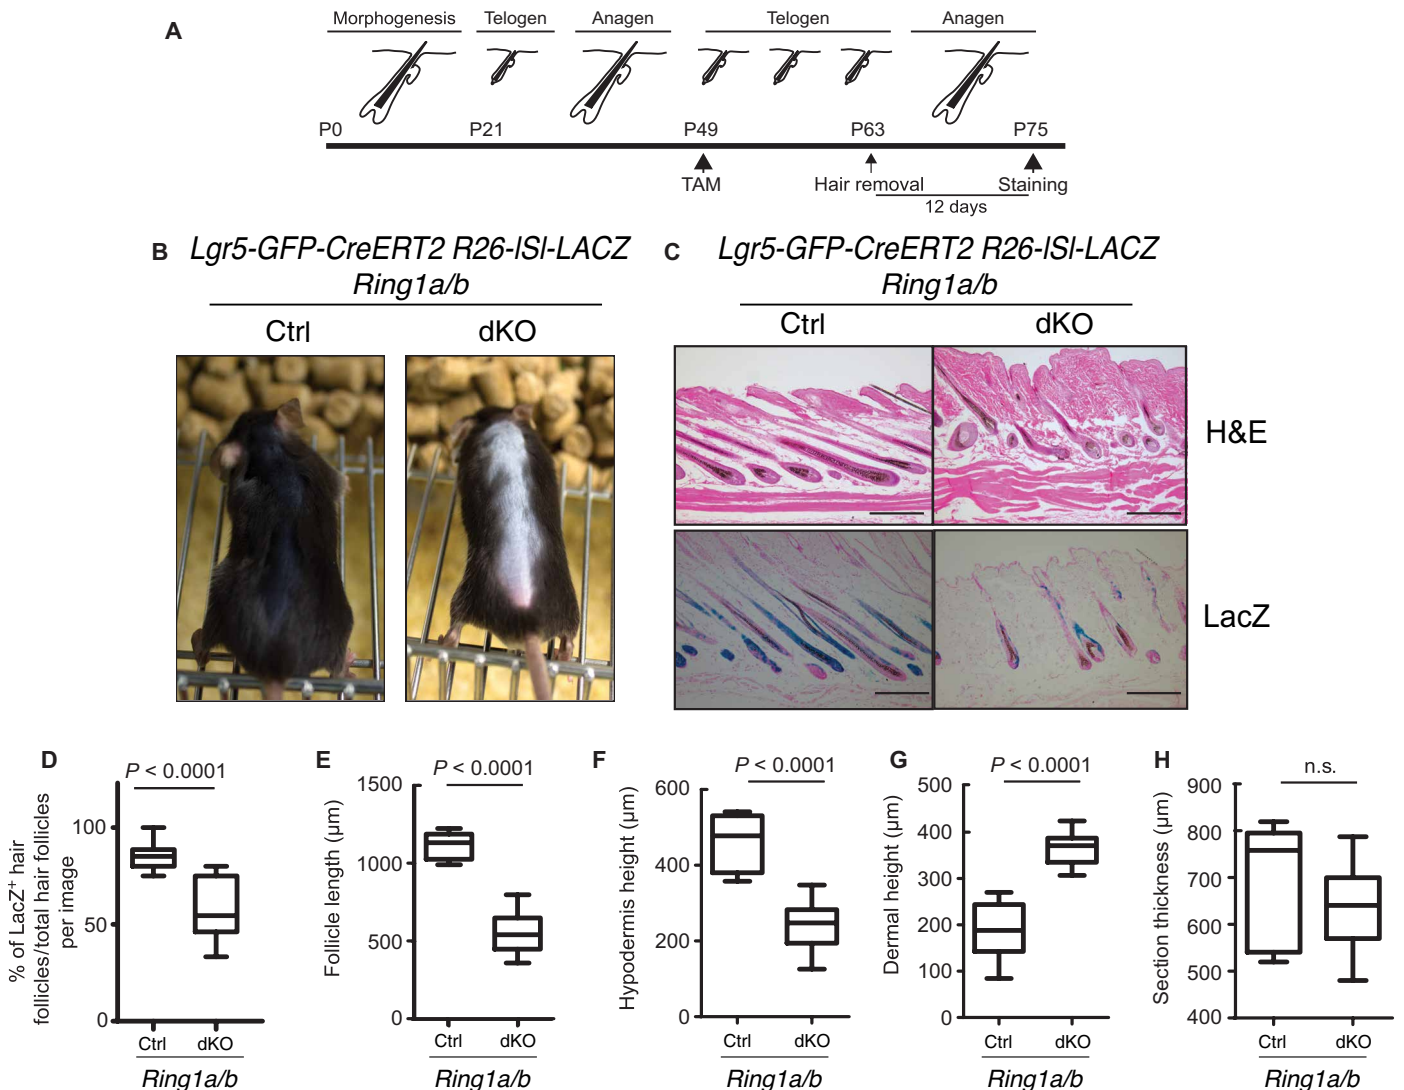 A
Morphogenesis
Telogen
Anagen
Telogen
Anagen
P0
P21
P49
P63
P75
TAM
Hair removal
Staining
12 days
B
Lgr5-GFP-CreERT2 R26-lSl-LACZ
Ring1a/b
Ctrl
dKO
C
Lgr5-GFP-CreERT2 R26-lSl-LACZ
Ring1a/b
Ctrl
dKO
H&E
LacZ
D
P < 0.0001
% of LacZ+ hair
follicles/total hair follicles
per image
100
50
0
Ctrl
dKO
Ring1a/b
E
P < 0.0001
Follicle length (μm)
1500
1000
500
0
Ctrl
dKO
Ring1a/b
F
P < 0.0001
Hypodermis height (μm)
600
400
200
0
Ctrl
dKO
Ring1a/b
G
P < 0.0001
Dermal height (μm)
500
400
300
200
100
0
Ctrl
dKO
Ring1a/b
H
n.s.
Section thickness (μm)
900
800
700
600
500
400
Ctrl
dKO
Ring1a/b